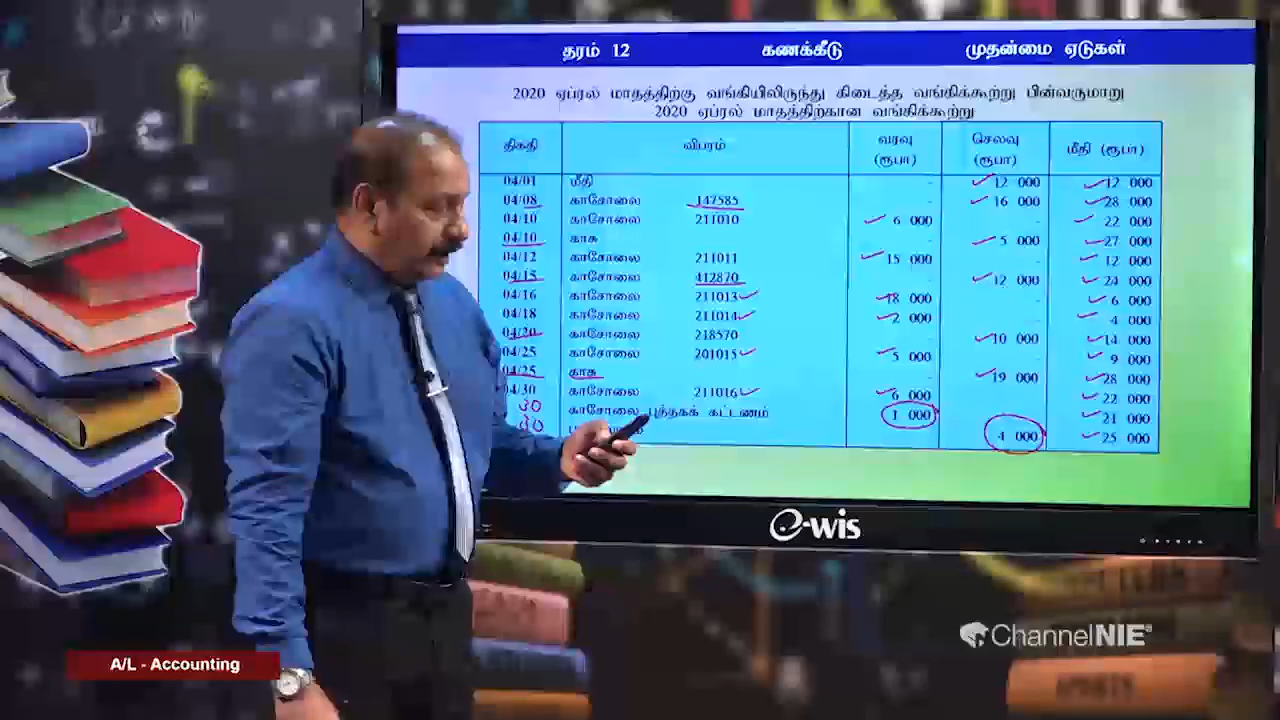 தரம் 12 கணக்கீடு முதன்மை ஏடுகள்
2020 ஏப்ரல் மாதத்திற்கு வங்கியிலிருந்து கிடைத்த வங்கிக்கூற்று பின்வருமாறு
2020 ஏப்ரல் மாதத்திற்கான வங்கிக்கூற்று
திகதி விபரம் வரவு (ரூபா) செலவு (ரூபா) மீதி (ரூபா)
04/01 மீதி - 12 000 12 000
04/08 காசோலை 147585 - 16 000 28 000
04/10 காசோலை 211010 6 000 - 22 000
04/10 காசு - 5 000 27 000
04/12 காசோலை 211011 15 000 - 12 000
04/15 காசோலை 412870 - 12 000 24 000
04/16 காசோலை 211013 18 000 - 6 000
04/18 காசோலை 211014 2 000 - 4 000
04/20 காசோலை 218570 - 10 000 14 000
04/25 காசோலை 201015 5 000 - 9 000
04/25 காசு - 19 000 28 000
04/30 காசோலை 211016 6 000 - 22 000
30 காசோலை புத்தகக் கட்டணம் 1 000 21 000
30 4 000 25 000
e-wis
ChannelNIE
A/L - Accounting